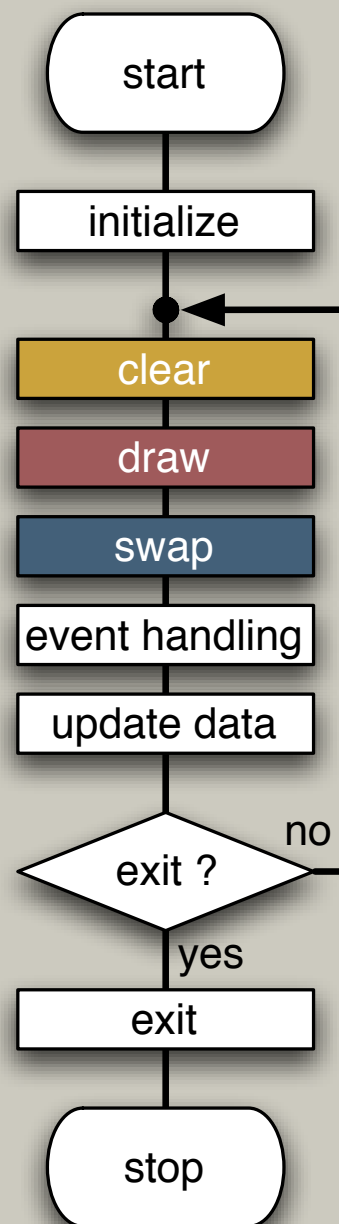 start
initialize
clear
draw
swap
event handling
update data
no
exit ?
yes
exit
stop